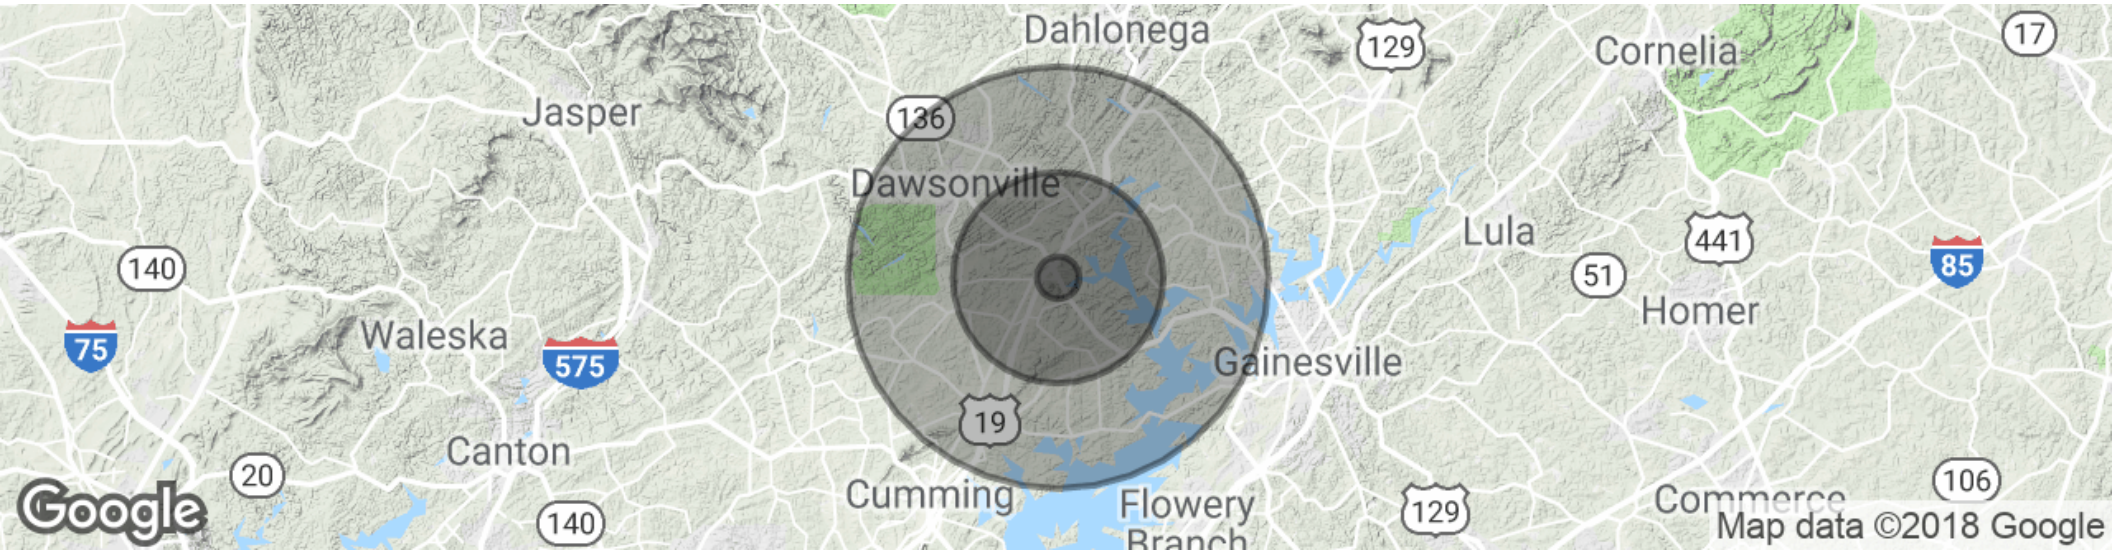 Dahlonega
129
Cornelia
17
Jasper
136
Dawsonville
Lula
441
51
85
140
Homer
Waleska
75
575
Gainesville
19
Canton
20
Cumming
Flowery
Branch
129
Commerce
106
140
Google
Map data ©2018 Google